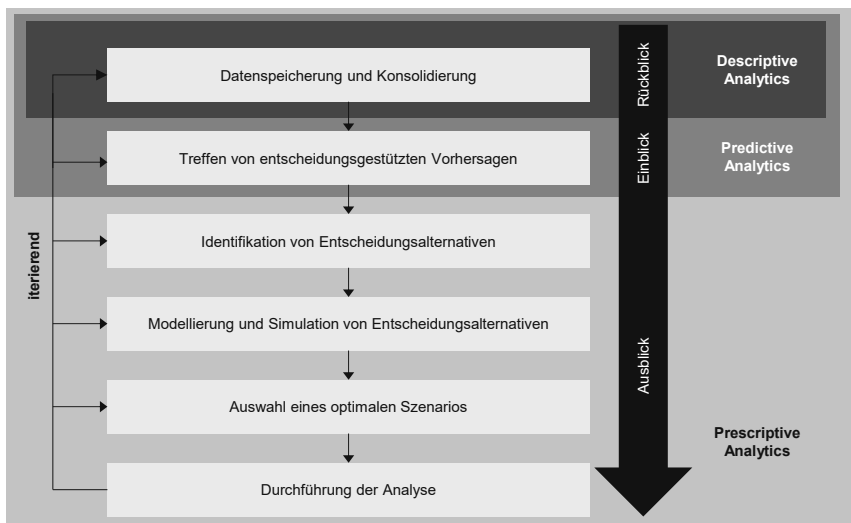 Datenspeicherung und Konsolidierung
Rückblick
Descriptive
Analytics
Treffen von entscheidungsgestützten Vorhersagen
Einblick
Predictive
Analytics
iterierend
Identifikation von Entscheidungsalternativen
Modellierung und Simulation von Entscheidungsalternativen
Ausblick
Auswahl eines optimalen Szenarios
Prescriptive
Analytics
Durchführung der Analyse